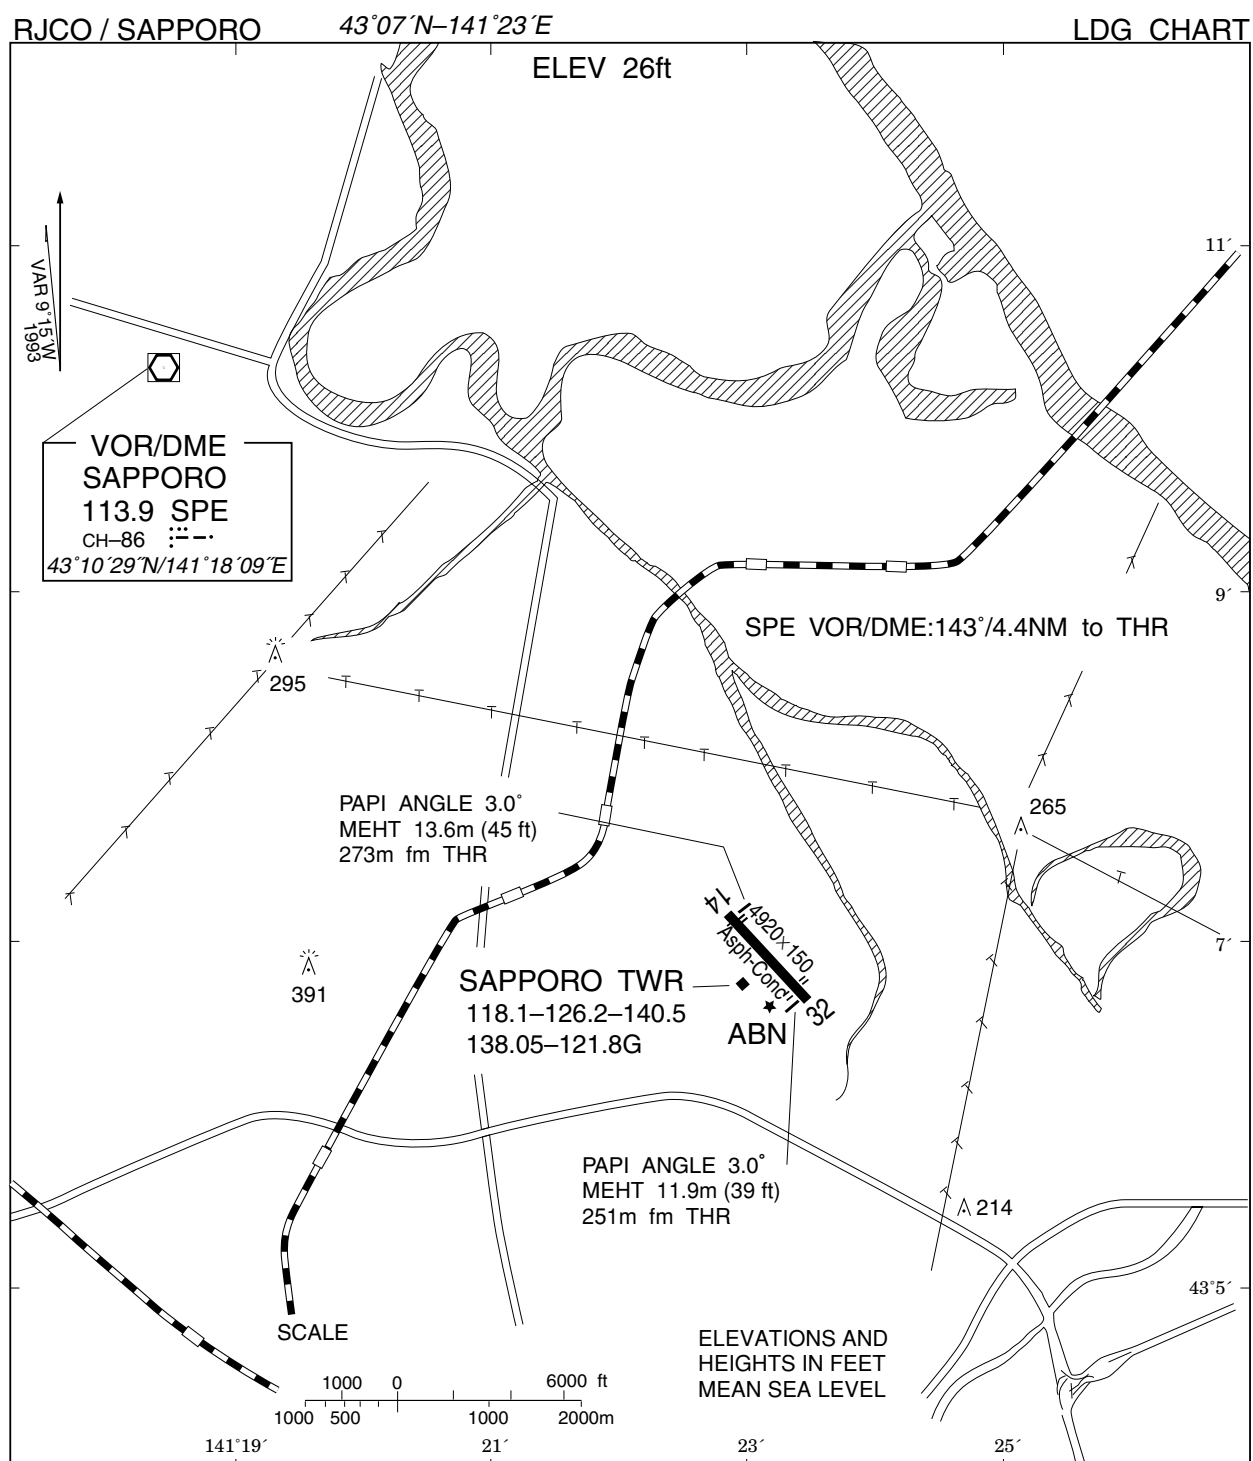 RJCO / SAPPORO 43°07´N–141°23´E LDG CHART
ELEV 26ft
11´
VAR 9°15´W
1993
VOR/DME
SAPPORO
113.9 SPE
CH–86
43°10´29˝N/141°18´09˝E
9´
SPE VOR/DME:143°/4.4NM to THR
295
PAPI ANGLE 3.0°
MEHT 13.6m (45 ft)
273m fm THR
265
14
4920×150
Asph-Conc
32
7´
391
SAPPORO TWR
118.1–126.2–140.5
138.05–121.8G
ABN
PAPI ANGLE 3.0°
MEHT 11.9m (39 ft)
251m fm THR
214
43°5´
SCALE
ELEVATIONS AND
HEIGHTS IN FEET
MEAN SEA LEVEL
1000 0 6000 ft
1000 500 1000 2000m
141°19´ 21´ 23´ 25´